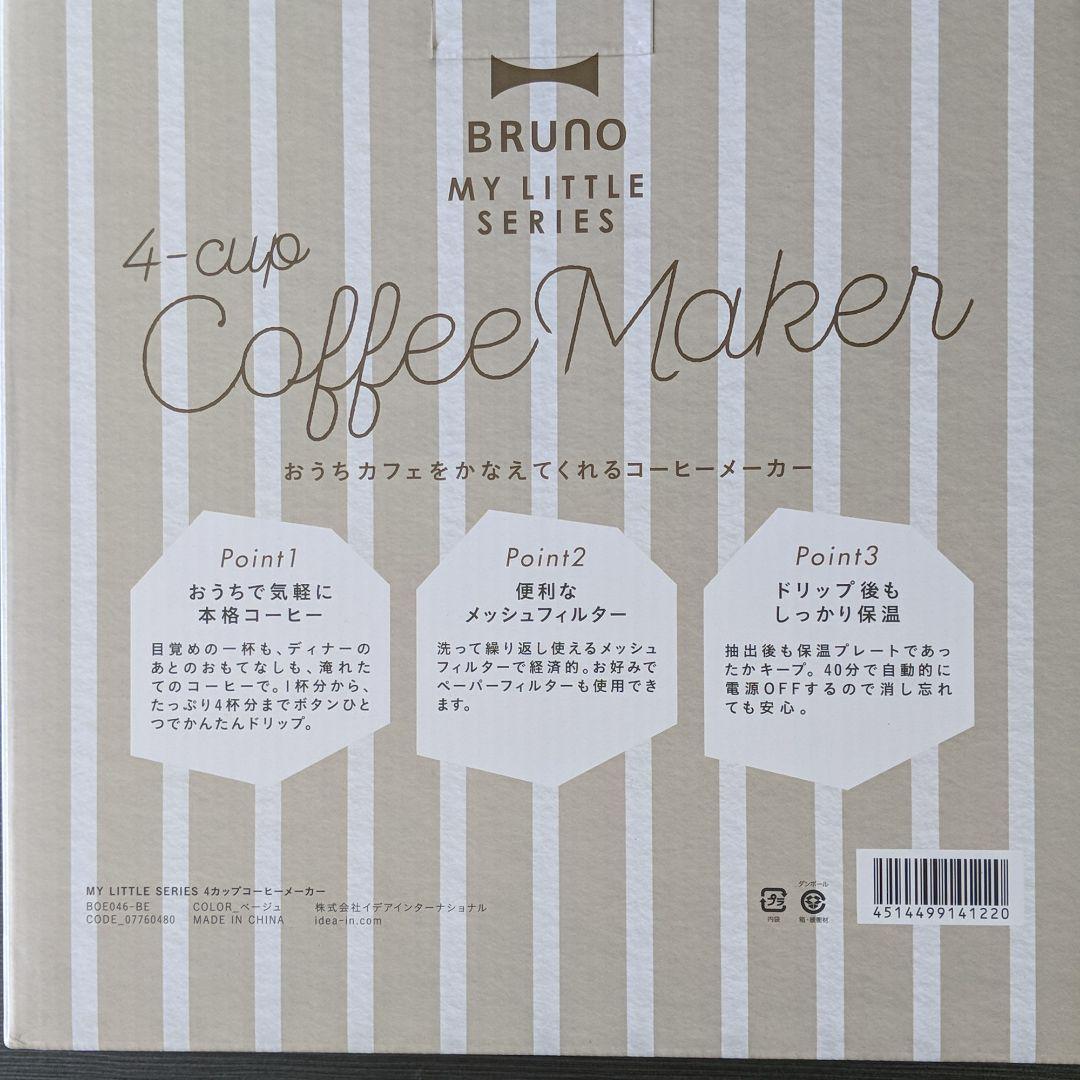 BRUNO
MY LITTLE
SERIES
4-cup
Coffee Maker
おうちカフェをかなえてくれるコーヒーメーカー
Point1
おうちで気軽に
本格コーヒー
目覚めの一杯も、ディナーの
あとのおもてなしも、淹れた
てのコーヒーで。1杯分から、
たっぷり4杯分までボタンひと
つでかんたんドリップ。
Point2
便利な
メッシュフィルター
洗って繰り返し使えるメッシュ
フィルターで経済的。お好みで
ペーパーフィルターも使用でき
ます。
Point3
ドリップ後も
しっかり保温
抽出後も保温プレートであっ
たかキープ。40分で自動的に
電源OFFするので消し忘れ
ても安心。
MY LITTLE SERIES 4カップコーヒーメーカー
BOE046-BE COLOR_ベージュ 株式会社イデアインターナショナル
CODE_07760480 MADE IN CHINA idea-in.com
プラ
内袋
ダンボール
箱・緩衝材
4514499141220